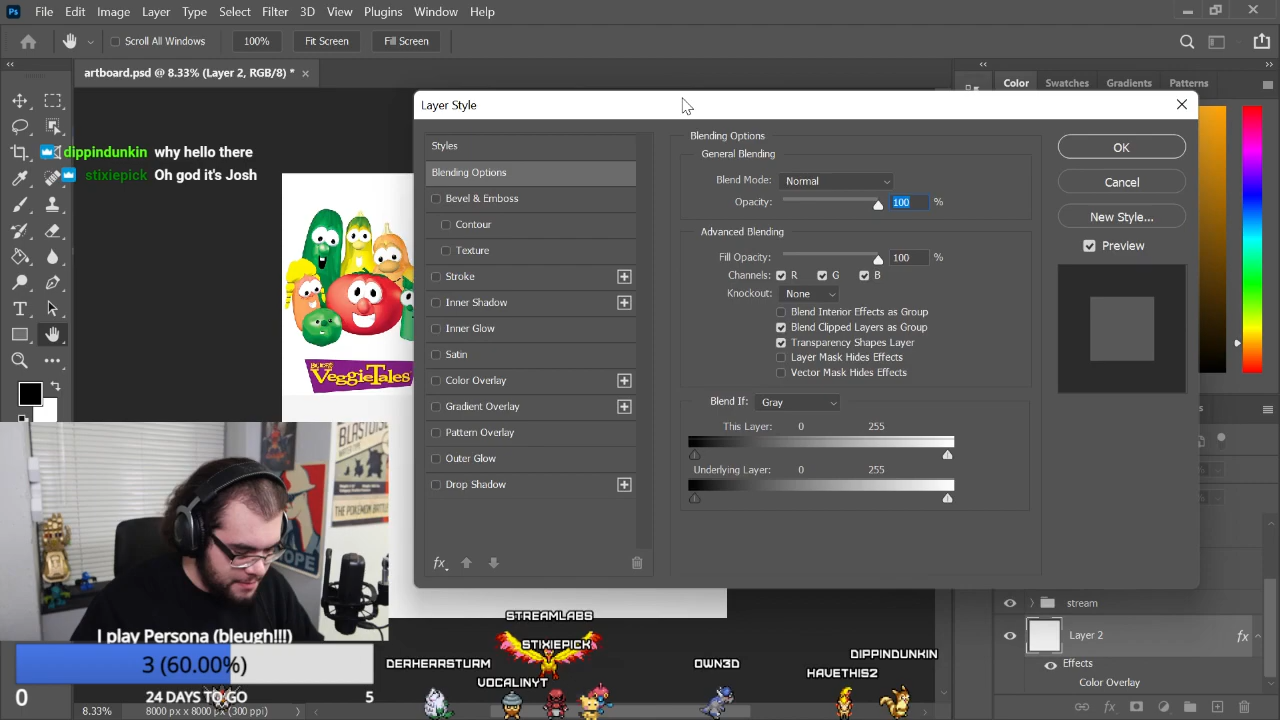 Ps File Edit Image Layer Type Select Filter 3D View Plugins Window Help
Scroll All Windows 100% Fit Screen Fill Screen
artboard.psd @ 8.33% (Layer 2, RGB/8) * ×
Color Swatches Gradients Patterns
dippindunkin why hello there
stixiepick Oh god it's Josh
Layer Style
Styles
Blending Options
Bevel & Emboss
Contour
Texture
Stroke
Inner Shadow
Inner Glow
Satin
Color Overlay
Gradient Overlay
Pattern Overlay
Outer Glow
Drop Shadow
fx
Blending Options
General Blending
Blend Mode: Normal
Opacity: 100 %
Advanced Blending
Fill Opacity: 100 %
Channels: R G B
Knockout: None
Blend Interior Effects as Group
Blend Clipped Layers as Group
Transparency Shapes Layer
Layer Mask Hides Effects
Vector Mask Hides Effects
Blend If: Gray
This Layer: 0 255
Underlying Layer: 0 255
OK
Cancel
New Style...
Preview
VeggieTales
stream
Layer 2 fx
Effects
Color Overlay
BLASTOISE
THE POKEMON BATTLE
I play Persona (bleugh!!!)
3 (60.00%)
0 24 DAYS TO GO 5
STREAMLABS
STIXIEPICK
DERHERRSTURM
VOCALINYT
OWN3D
HAVETHIS2
DIPPINDUNKIN
8.33% 8000 px x 8000 px (300 ppi)